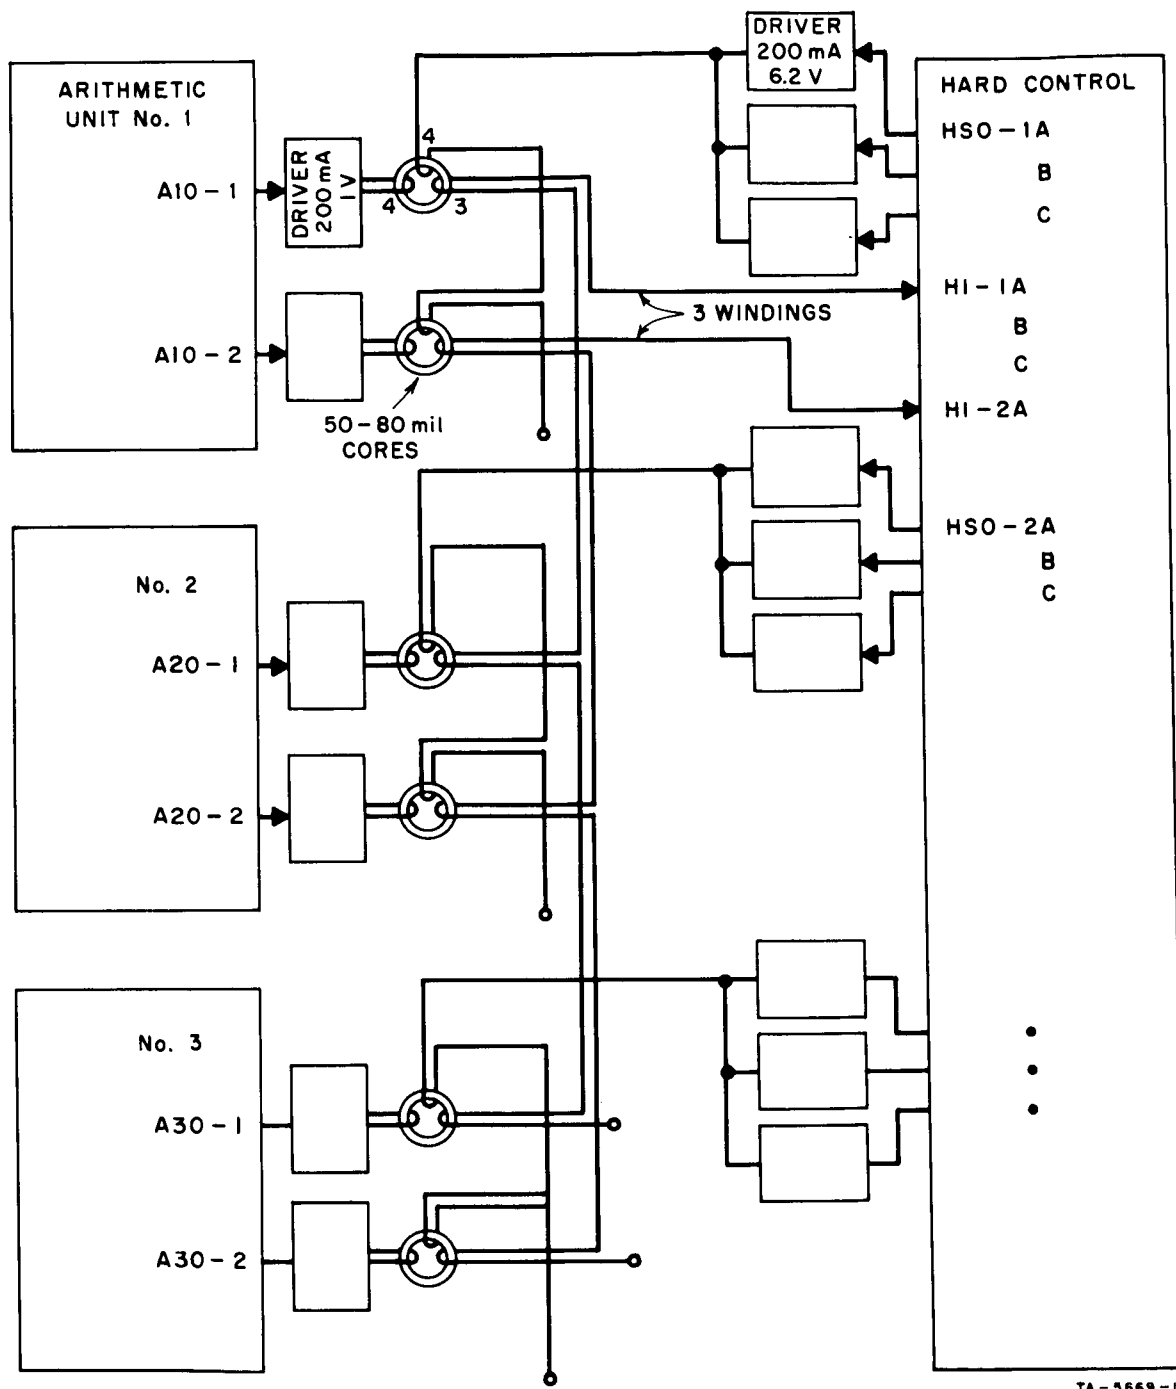 ARITHMETIC
UNIT No. 1
A10-1
A10-2
DRIVER
200 mA
1 V
4
4
3
50-80 mil
CORES
3 WINDINGS
DRIVER
200 mA
6.2 V
HARD CONTROL
HSO-1A
B
C
HI-1A
B
C
HI-2A
HSO-2A
B
C
No. 2
A20-1
A20-2
No. 3
A30-1
A30-2